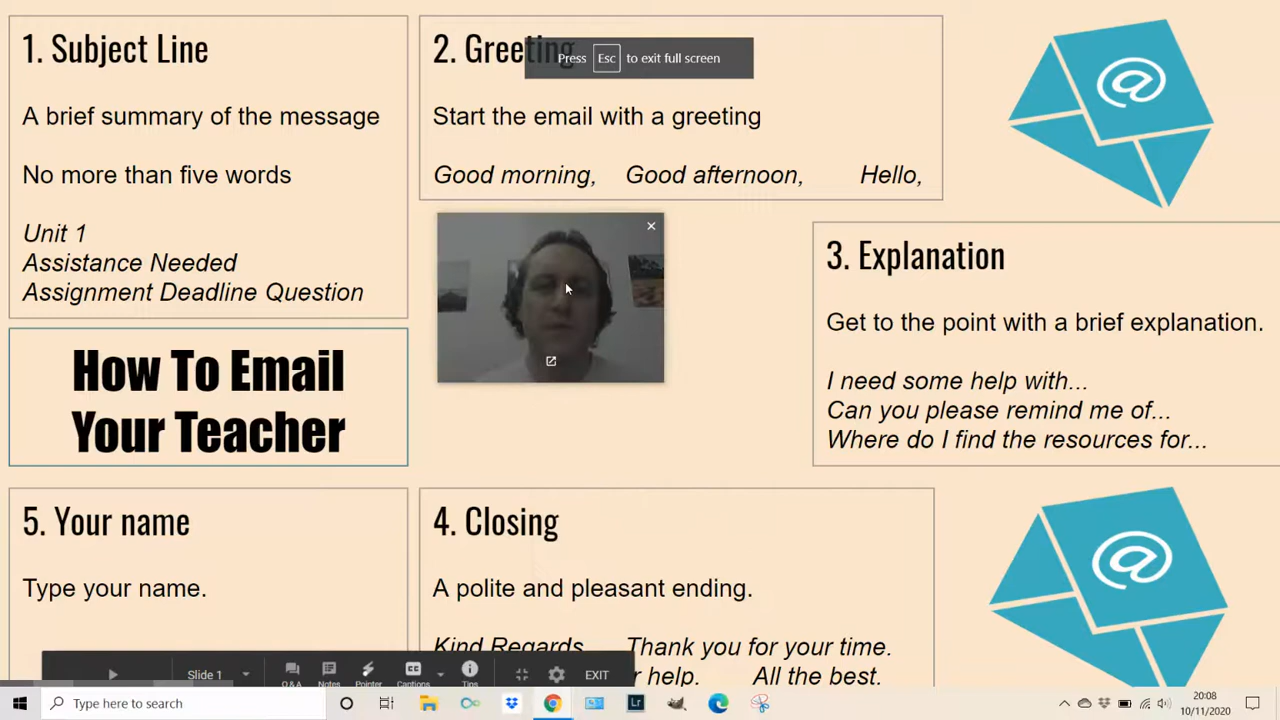 1. Subject Line
A brief summary of the message
No more than five words
Unit 1
Assistance Needed
Assignment Deadline Question
2. Greeting
Press Esc to exit full screen
Start the email with a greeting
Good morning, Good afternoon, Hello,
@
3. Explanation
Get to the point with a brief explanation.
I need some help with...
Can you please remind me of...
Where do I find the resources for...
How To Email
Your Teacher
5. Your name
Type your name.
4. Closing
A polite and pleasant ending.
Kind Regards Thank you for your time.
help. All the best.
@
Slide 1
Q&A
Notes
Pointer
CC
Captions
Tips
EXIT
Type here to search
Lr
20:08
10/11/2020